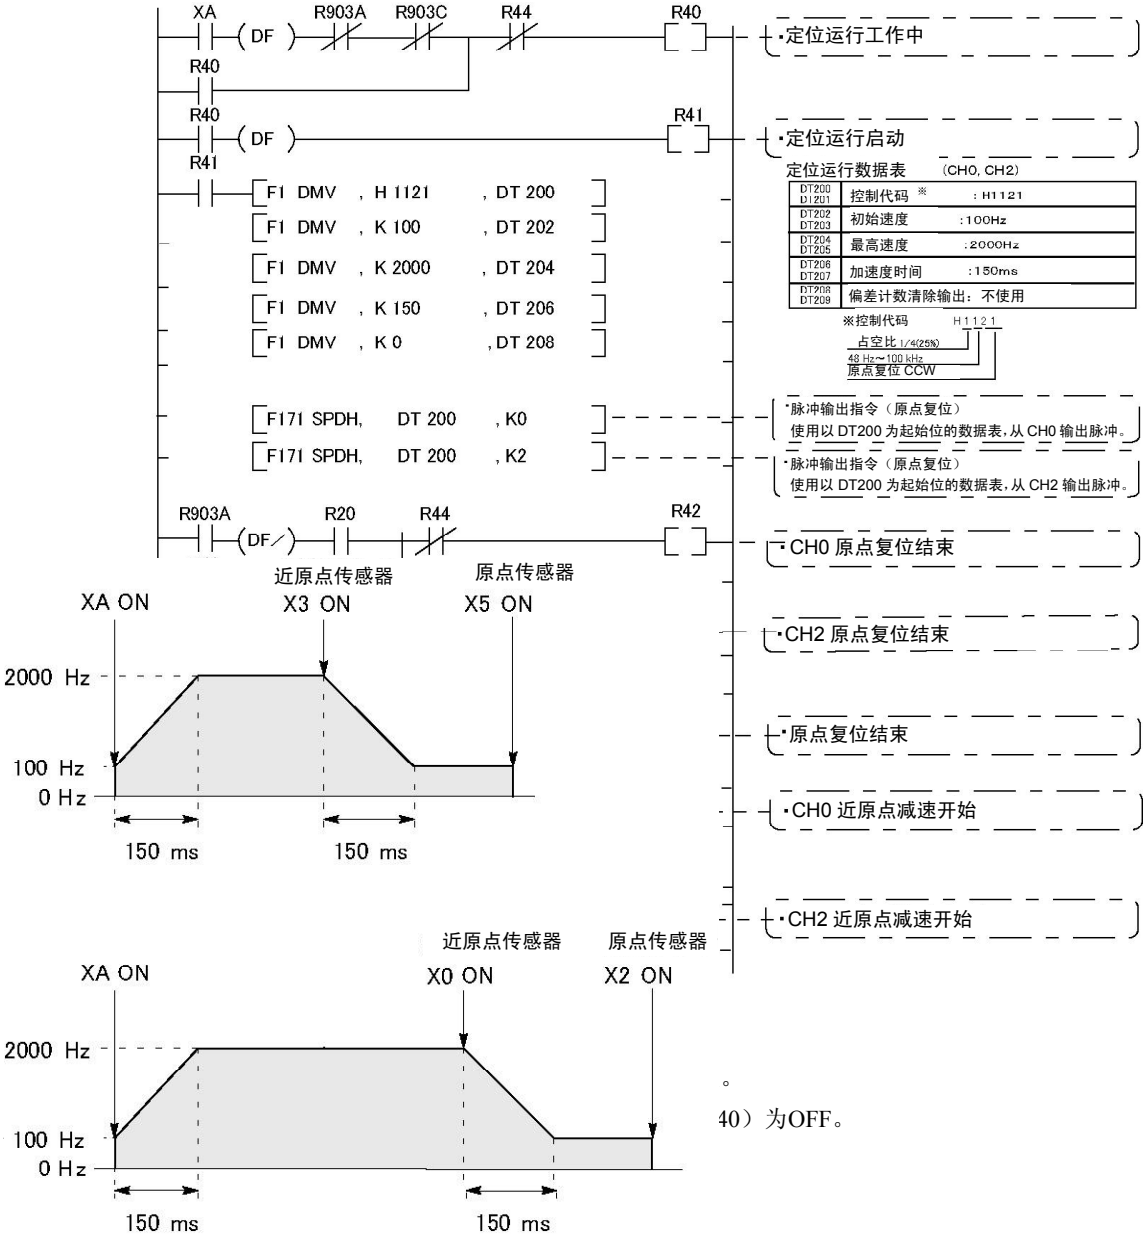 XA
R903A
R903C
R44
R40
( DF )
·定位运行工作中
R40
R40
( DF )
R41
·定位运行启动
R41
定位运行数据表 (CH0, CH2)
F1 DMV , H 1121 , DT 200
F1 DMV , K 100 , DT 202
F1 DMV , K 2000 , DT 204
F1 DMV , K 150 , DT 206
F1 DMV , K 0 , DT 208
DT200
DT201
控制代码 ※ : H1121
DT202
DT203
初始速度 :100Hz
DT204
DT205
最高速度 :2000Hz
DT206
DT207
加速度时间 :150ms
DT208
DT209
偏差计数清除输出：不使用
※控制代码 H 1 1 2 1
占空比 1/4(25%)
48 Hz～100 kHz
原点复位 CCW
F171 SPDH, DT 200 , K0
·脉冲输出指令（原点复位）
使用以 DT200 为起始位的数据表，从 CH0 输出脉冲。
F171 SPDH, DT 200 , K2
·脉冲输出指令（原点复位）
使用以 DT200 为起始位的数据表，从 CH2 输出脉冲。
R903A
R20
R44
R42
(DF/)
·CH0 原点复位结束
近原点传感器
原点传感器
XA ON
X3 ON
X5 ON
·CH2 原点复位结束
2000 Hz
·原点复位结束
100 Hz
0 Hz
·CH0 近原点减速开始
150 ms
150 ms
·CH2 近原点减速开始
近原点传感器
原点传感器
XA ON
X0 ON
X2 ON
2000 Hz
。
40）为OFF。
100 Hz
0 Hz
150 ms
150 ms